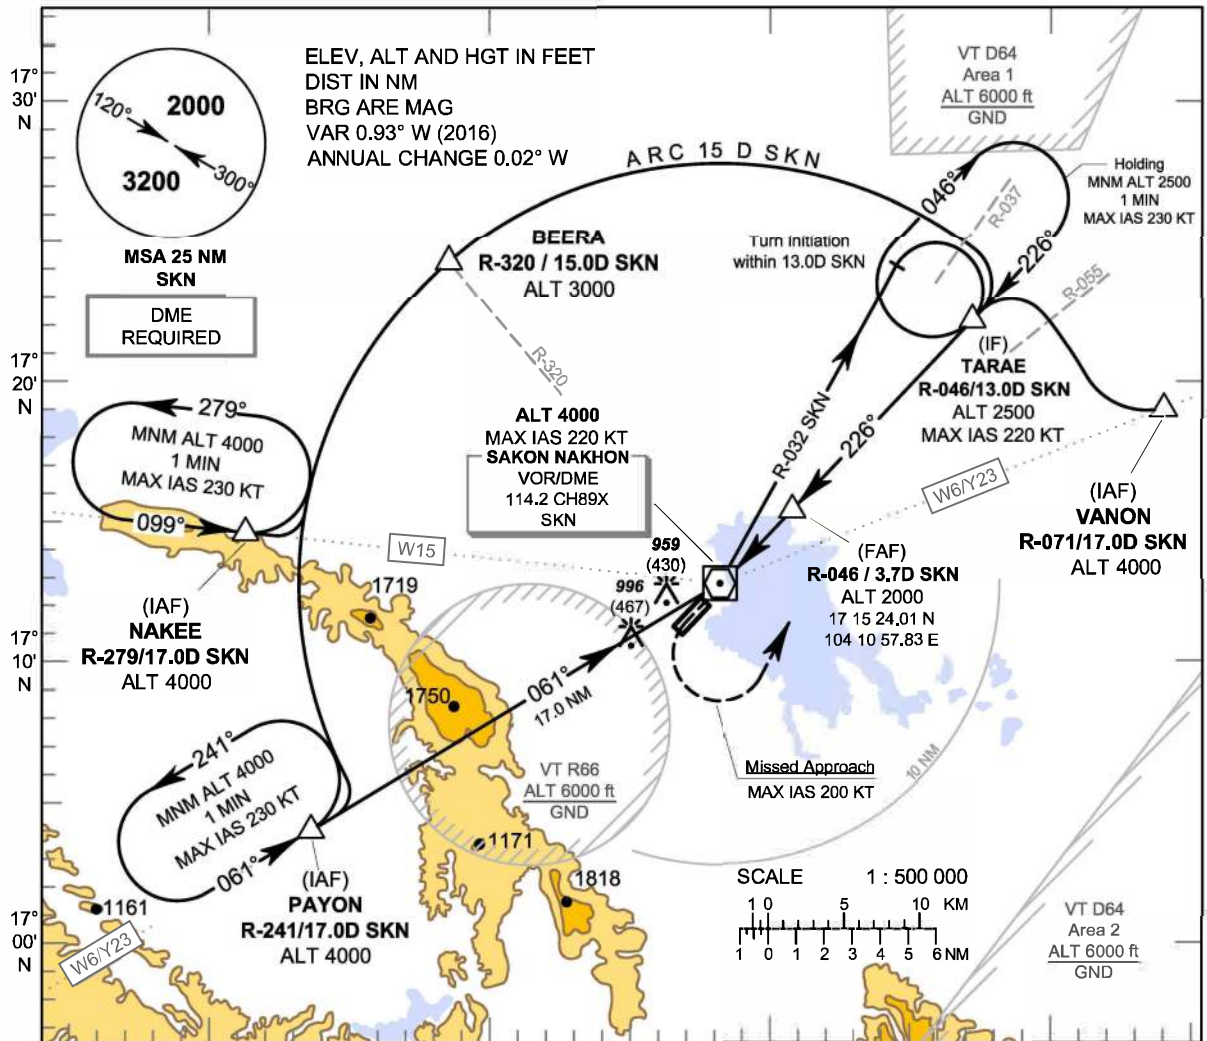 ELEV, ALT AND HGT IN FEET
DIST IN NM
BRG ARE MAG
VAR 0.93° W (2016)
ANNUAL CHANGE 0.02° W
17°
30'
N
120°
2000
3200
300°
MSA 25 NM
SKN
DME
REQUIRED
VT D64
Area 1
ALT 6000 ft
GND
ARC 15 D SKN
046°
R-037
Holding
MNM ALT 2500
1 MIN
MAX IAS 230 KT
BEERA
R-320 / 15.0D SKN
ALT 3000
Turn Initiation
within 13.0D SKN
226°
R-055
R-320
17°
20'
N
(IF)
TARAE
R-046/13.0D SKN
ALT 2500
MAX IAS 220 KT
279°
MNM ALT 4000
1 MIN
MAX IAS 230 KT
099°
ALT 4000
MAX IAS 220 KT
SAKON NAKHON
VOR/DME
114.2 CH89X
SKN
R-032 SKN
226°
W6/Y23
(IAF)
VANON
R-071/17.0D SKN
ALT 4000
W15
959
(430)
996
(467)
(FAF)
R-046 / 3.7D SKN
ALT 2000
17 15 24.01 N
104 10 57.83 E
1719
(IAF)
NAKEE
R-279/17.0D SKN
ALT 4000
17°
10'
N
061°
17.0 NM
1750
241°
MNM ALT 4000
1 MIN
MAX IAS 230 KT
061°
VT R66
ALT 6000 ft
GND
Missed Approach
MAX IAS 200 KT
10 NM
1171
1818
(IAF)
PAYON
R-241/17.0D SKN
ALT 4000
1161
W6/Y23
17°
00'
N
SCALE 1 : 500 000
1 0 5 10 KM
1 0 1 2 3 4 5 6 NM
VT D64
Area 2
ALT 6000 ft
GND